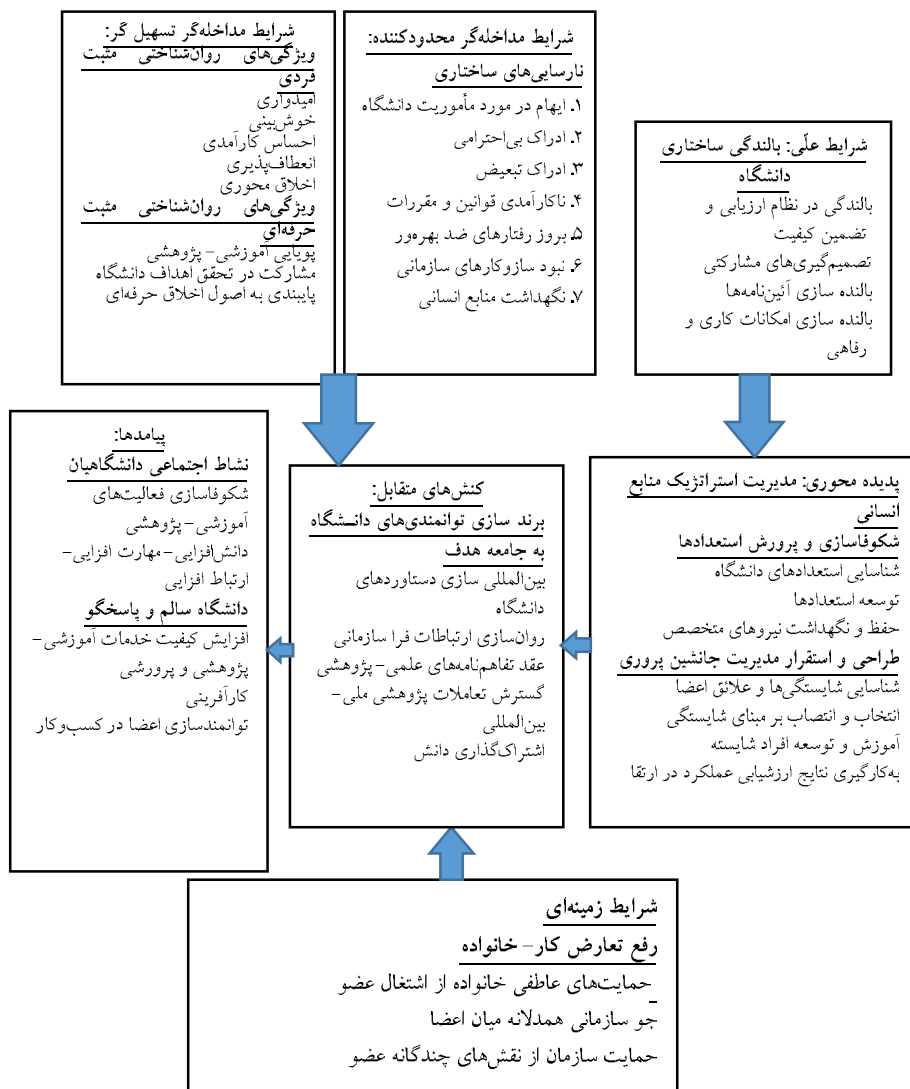 شرایط مداخله‌گر تسهیل گر:
ویژگی‌های روان‌شناختی مثبت
فردی
امیدواری
خوش‌بینی
احساس کارآمدی
انعطاف‌پذیری
اخلاق محوری
ویژگی‌های روان‌شناختی مثبت
حرفه‌ای
پویایی آموزشی- پژوهشی
مشارکت در تحقق اهداف دانشگاه
پایبندی به اصول اخلاق حرفه‌ای
شرایط مداخله‌گر محدودکننده:
نارسایی‌های ساختاری
۱. ابهام در مورد مأموریت دانشگاه
۲. ادراک بی‌احترامی
۳. ادراک تبعیض
۴. ناکارآمدی قوانین و مقررات
۵. بروز رفتارهای ضد بهره‌ور
۶. نبود سازوکارهای سازمانی
۷. نگهداشت منابع انسانی
شرایط علّی: بالندگی ساختاری
دانشگاه
بالندگی در نظام ارزیابی و
تضمین کیفیت
تصمیم‌گیری‌های مشارکتی
بالنده سازی آئین‌نامه‌ها
بالنده سازی امکانات کاری و
رفاهی
پدیده محوری: مدیریت استراتژیک منابع
انسانی
شکوفاسازی و پرورش استعدادها
شناسایی استعدادهای دانشگاه
توسعه استعدادها
حفظ و نگهداشت نیروهای متخصص
طراحی و استقرار مدیریت جانشین پروری
شناسایی شایستگی‌ها و علائق اعضا
انتخاب و انتصاب بر مبنای شایستگی
آموزش و توسعه افراد شایسته
به‌کارگیری نتایج ارزشیابی عملکرد در ارتقا
کنش‌های متقابل:
برند سازی توانمندی‌های دانــشگاه
به جامعه هدف
بین‌المللی سازی دستاوردهای
دانشگاه
روان‌سازی ارتباطات فرا سازمانی
عقد تفاهم‌نامه‌های علمی- پژوهشی
گسترش تعاملات پژوهشی ملی-
بین‌المللی
اشتراک‌گذاری دانش
پیامدها:
نشاط اجتماعی دانشگاهیان
شکوفاسازی فعالیت‌های
آموزشی- پژوهشی
دانش‌افزایی- مهارت افزایی-
ارتباط افزایی
دانشگاه سالم و پاسخگو
افزایش کیفیت خدمات آموزشی-
پژوهشی و پرورشی
کارآفرینی
توانمندسازی اعضا در کسب‌وکار
شرایط زمینه‌ای
رفع تعارض کار- خانواده
حمایت‌های عاطفی خانواده از اشتغال عضو
جو سازمانی همدلانه میان اعضا
حمایت سازمان از نقش‌های چندگانه عضو